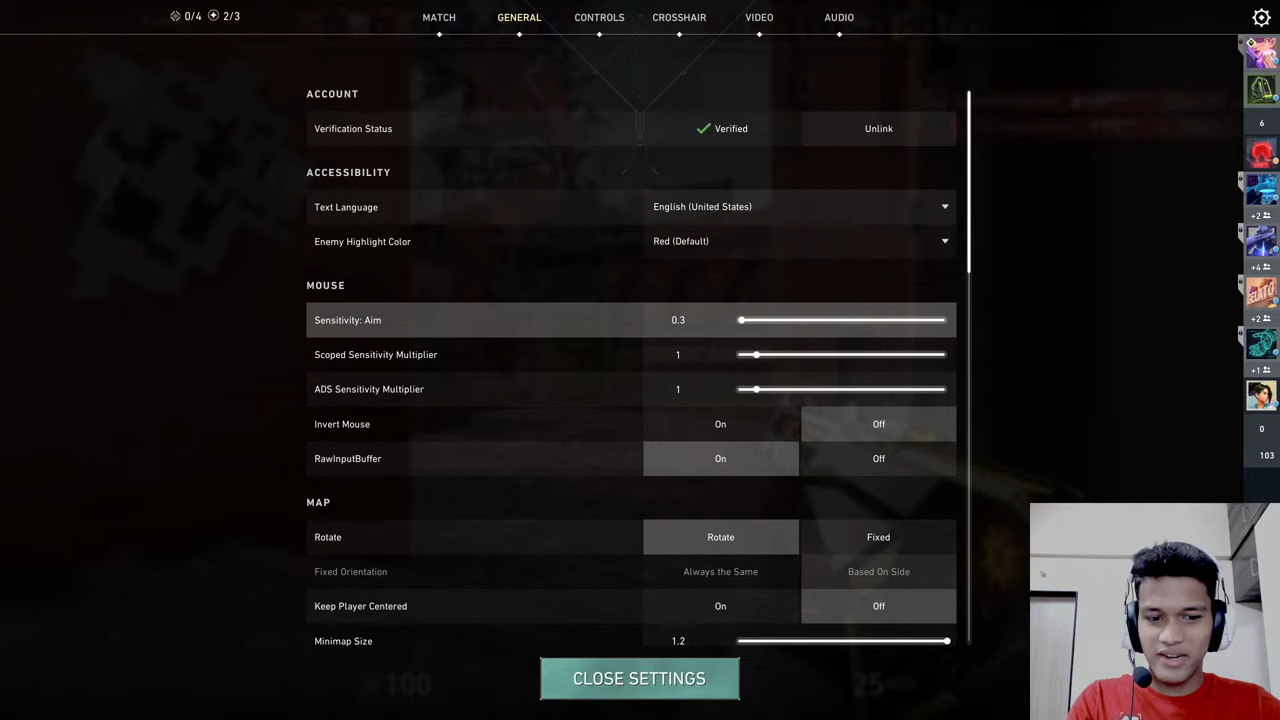 0/4 2/3
MATCH GENERAL CONTROLS CROSSHAIR VIDEO AUDIO
ACCOUNT
Verification Status Verified Unlink
ACCESSIBILITY
Text Language English (United States)
Enemy Highlight Color Red (Default)
MOUSE
Sensitivity: Aim 0.3
Scoped Sensitivity Multiplier 1
ADS Sensitivity Multiplier 1
Invert Mouse On Off
RawInputBuffer On Off
MAP
Rotate Rotate Fixed
Fixed Orientation Always the Same Based On Side
Keep Player Centered On Off
Minimap Size 1.2
CLOSE SETTINGS
100
25
6
+2
+4
GELATO
+2
+1
0
103